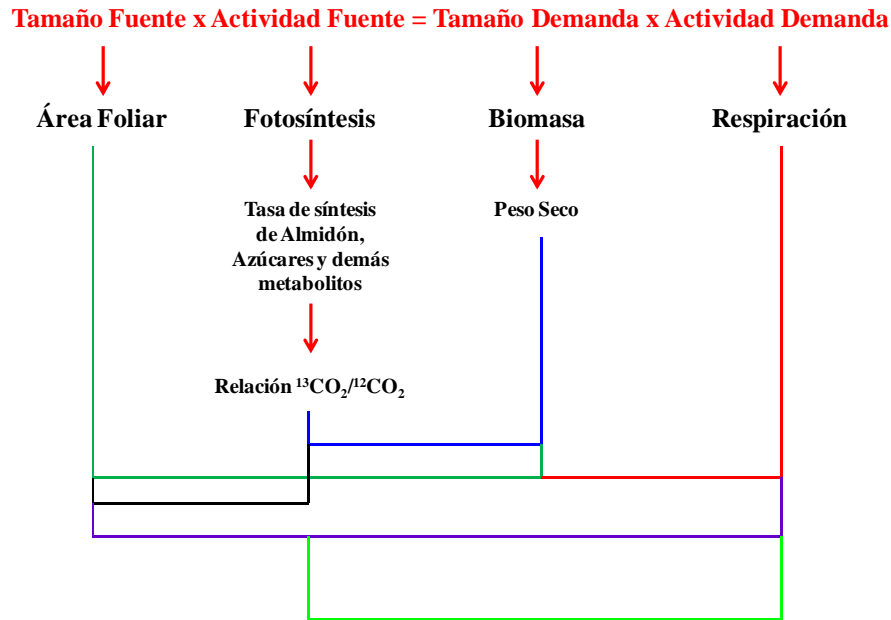 Tamaño Fuente x Actividad Fuente = Tamaño Demanda x Actividad Demanda
Área Foliar
Fotosíntesis
Biomasa
Respiración
Tasa de síntesis
de Almidón,
Azúcares y demás
metabolitos
Peso Seco
Relación ¹³CO₂/¹²CO₂